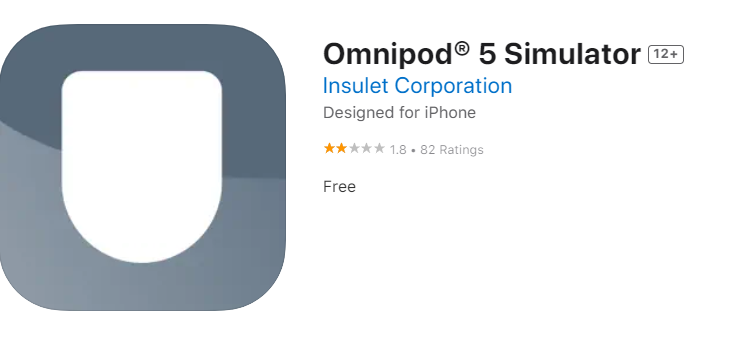 Omnipod® 5 Simulator 12+
Insulet Corporation
Designed for iPhone
1.8 • 82 Ratings
Free